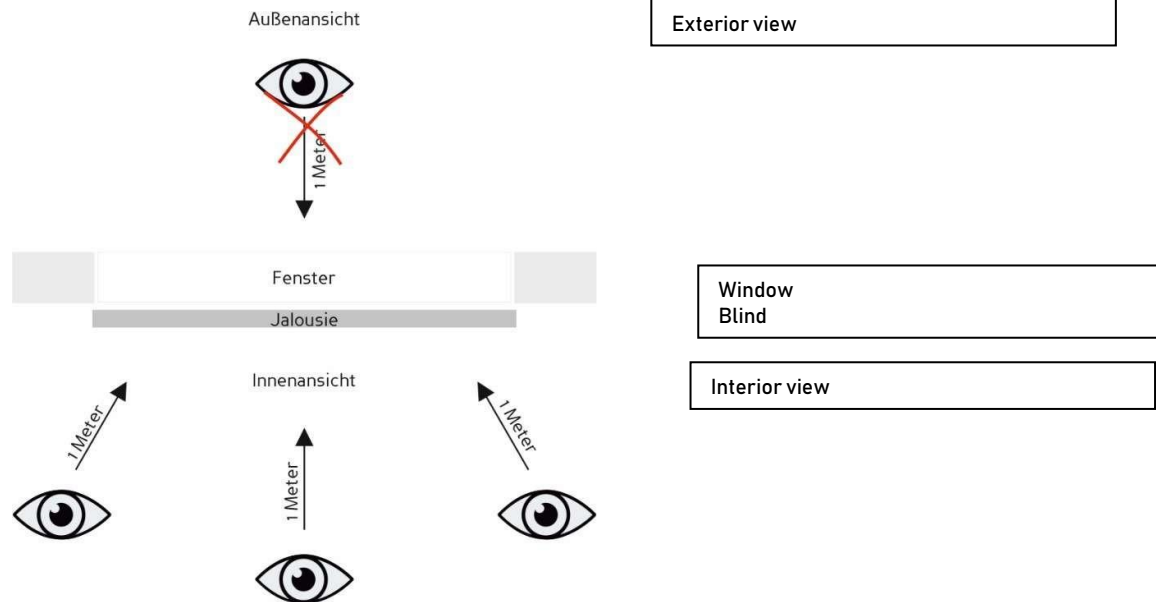 Außenansicht
Exterior view
1 Meter
Fenster
Window
Jalousie
Blind
Innenansicht
Interior view
1 Meter
1 Meter
1 Meter